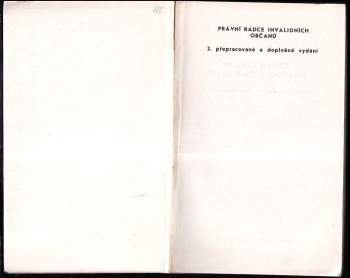 PRÁVNÍ RÁDCE INVALIDNÍCH
OBČANŮ
2. přepracované a doplněné vydání